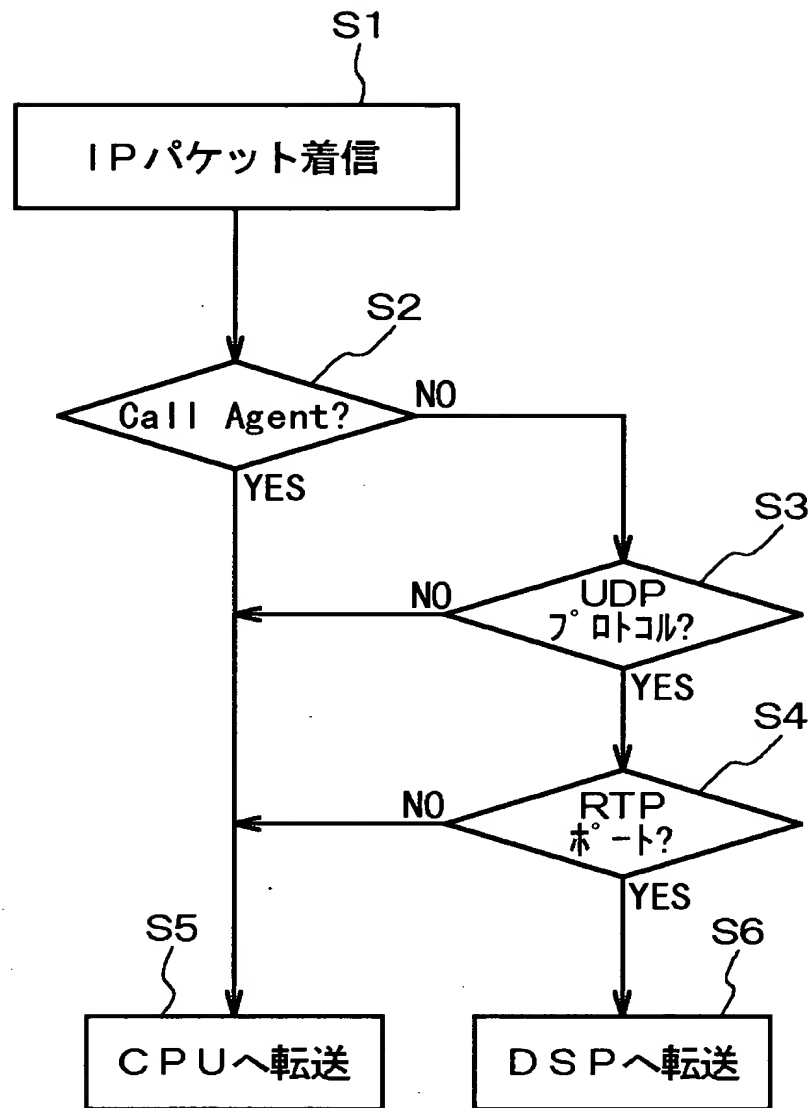 S1
IPパケット着信
S2
Call Agent?
NO
YES
S3
UDP
プロトコル?
NO
YES
S4
RTP
ポート?
NO
YES
S5
CPUへ転送
S6
DSPへ転送